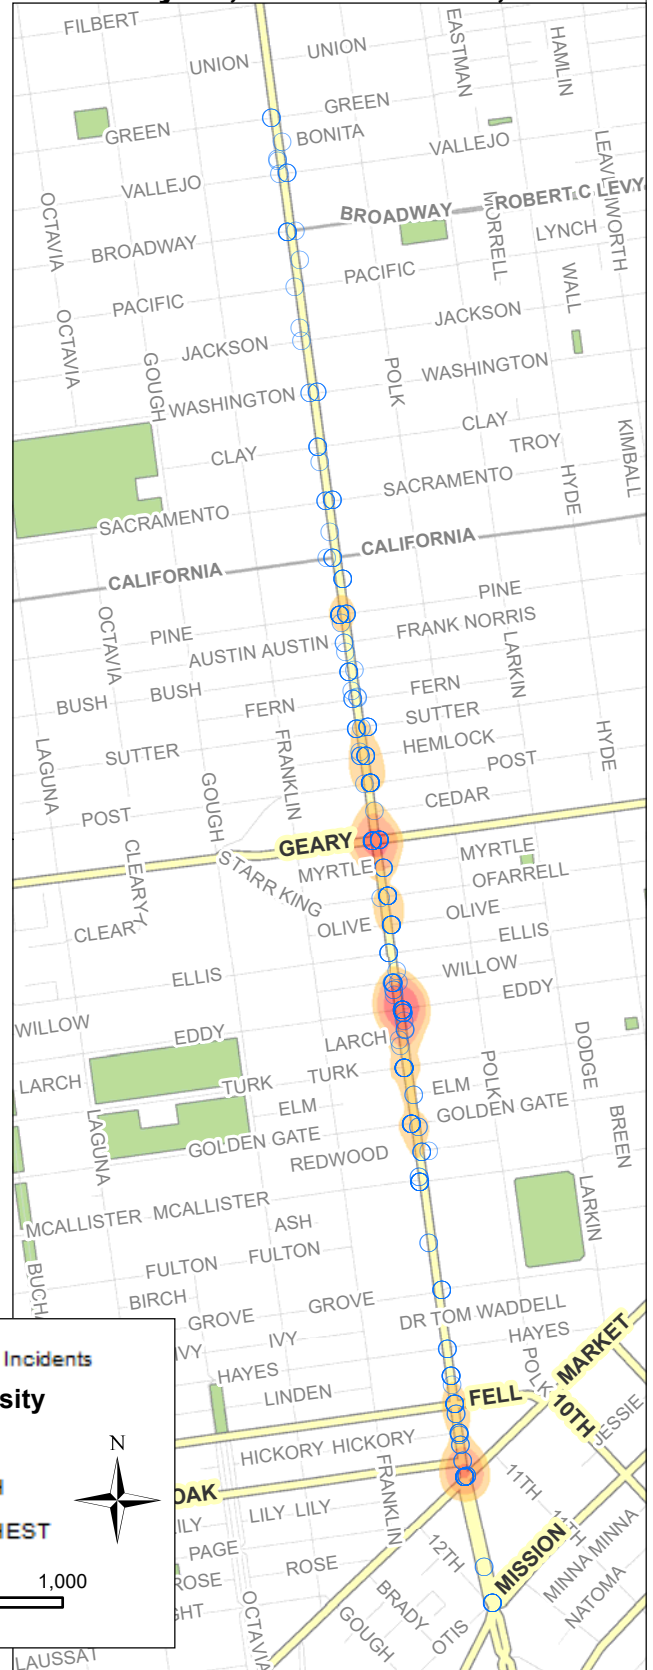 FILBERT
EASTMAN
HAMLIN
UNION
UNION
GREEN
GREEN
BONITA
VALLEJO
VALLEJO
OCTAVIA
BROADWAY
ROBERT C LEVY
MORRELL
LYNCH
BROADWAY
PACIFIC
WALL
PACIFIC
JACKSON
OCTAVIA
JACKSON
GOUGH
POLK
WASHINGTON
WASHINGTON
CLAY
TROY
KIMBALL
CLAY
SACRAMENTO
HYDE
SACRAMENTO
CALIFORNIA
CALIFORNIA
PINE
OCTAVIA
PINE
FRANK NORRIS
AUSTIN AUSTIN
LARKIN
BUSH
BUSH
FERN
FERN
SUTTER
HEMLOCK
HYDE
SUTTER
FRANKLIN
POST
LAGUNA
GOUGH
CEDAR
POST
GEARY
MYRTLE
MYRTLE
OFARRELL
STARR KING
CLEARY
OLIVE
OLIVE
CLEARY
ELLIS
WILLOW
ELLIS
EDDY
WILLOW
EDDY
LARCH
DODGE
LARCH
TURK
TURK
POLK
ELM
ELM
GOLDEN GATE
LAGUNA
GOLDEN GATE
BREEN
REDWOOD
LARKIN
MCALLISTER
MCALLISTER
ASH
FULTON
FULTON
BIRCH
GROVE
GROVE
DR TOM WADDELL
HAYES
IVY
Incidents
HAYES
POLK
MARKET
LINDEN
FELL
10TH
N
HICKORY HICKORY
11TH
OAK
FRANKLIN
LILY LILY
MISSION
MINNA MINNA
12TH
PAGE
ROSE
NATOMA
1,000
BRADY
OCTAVIA
GOUGH
OTIS
LAUSSAT